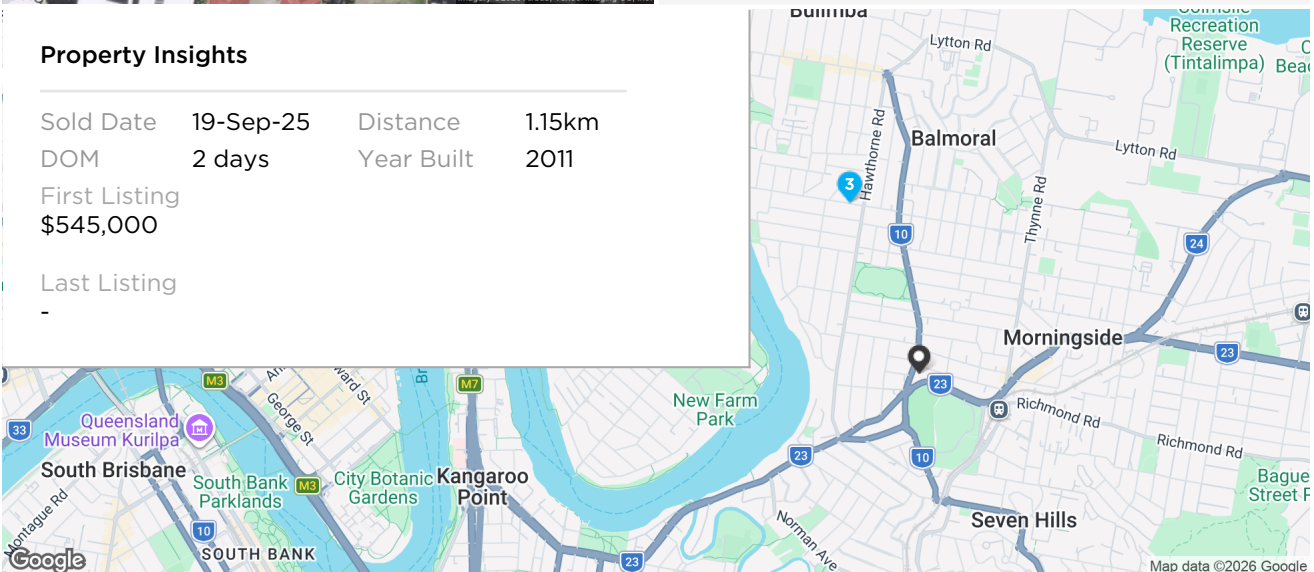 Property Insights
Sold Date 19-Sep-25 Distance 1.15km
DOM 2 days Year Built 2011
First Listing
$545,000
Last Listing
-
Bulimba
Lytton Rd
Colmslie
Recreation
Reserve
(Tintalimpa)
Hawthorne Rd
Balmoral
Lytton Rd
3
Thynne Rd
10
24
Morningside
23
23
M3
M7
George St
New Farm
Park
Richmond Rd
Richmond Rd
33
Queensland
Museum Kurilpa
South Brisbane
South Bank
Parklands
M3
City Botanic
Gardens
Kangaroo
Point
23
10
Montague Rd
10
SOUTH BANK
Norman Ave
Seven Hills
Street
23
Google
Map data ©2026 Google